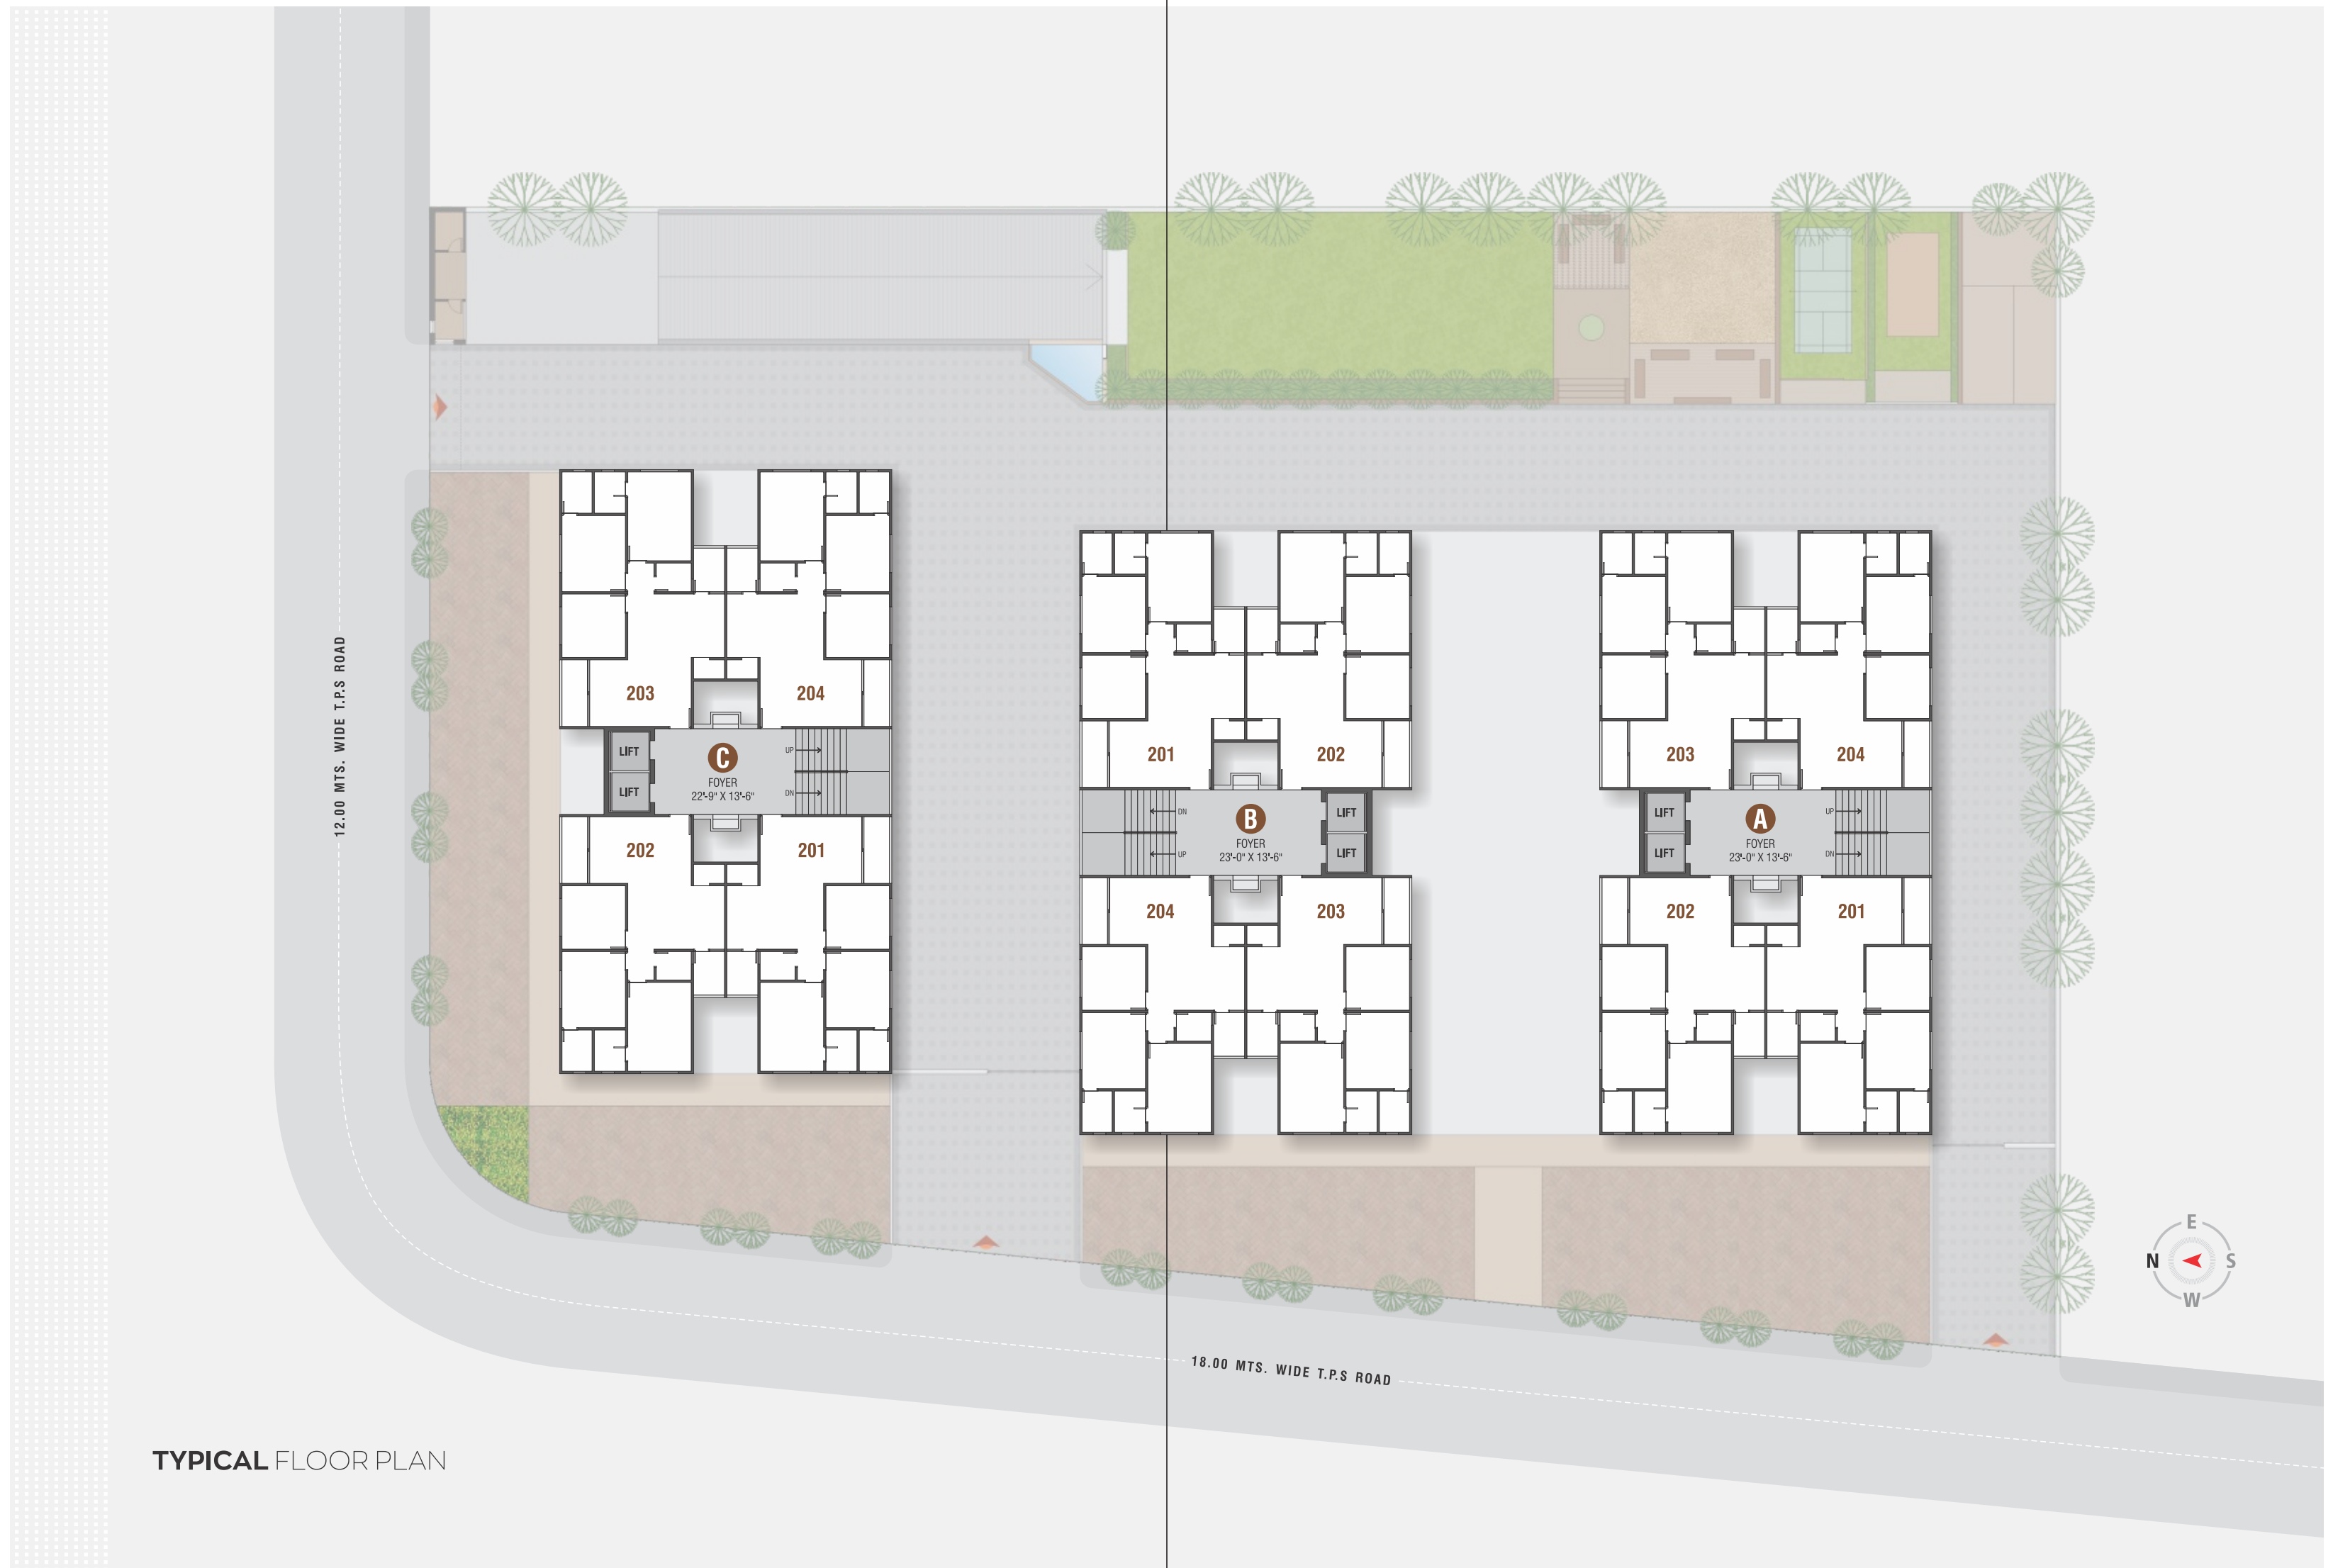 12.00 MTS. WIDE T.P.S ROAD
203
204
LIFT
LIFT
C
FOYER
22'-9" X 13'-6"
UP
DN
202
201
201
202
DN
UP
B
FOYER
23'-0" X 13'-6"
LIFT
LIFT
204
203
203
204
LIFT
LIFT
A
FOYER
23'-0" X 13'-6"
UP
DN
202
201
E
N
S
W
18.00 MTS. WIDE T.P.S ROAD
TYPICAL FLOOR PLAN